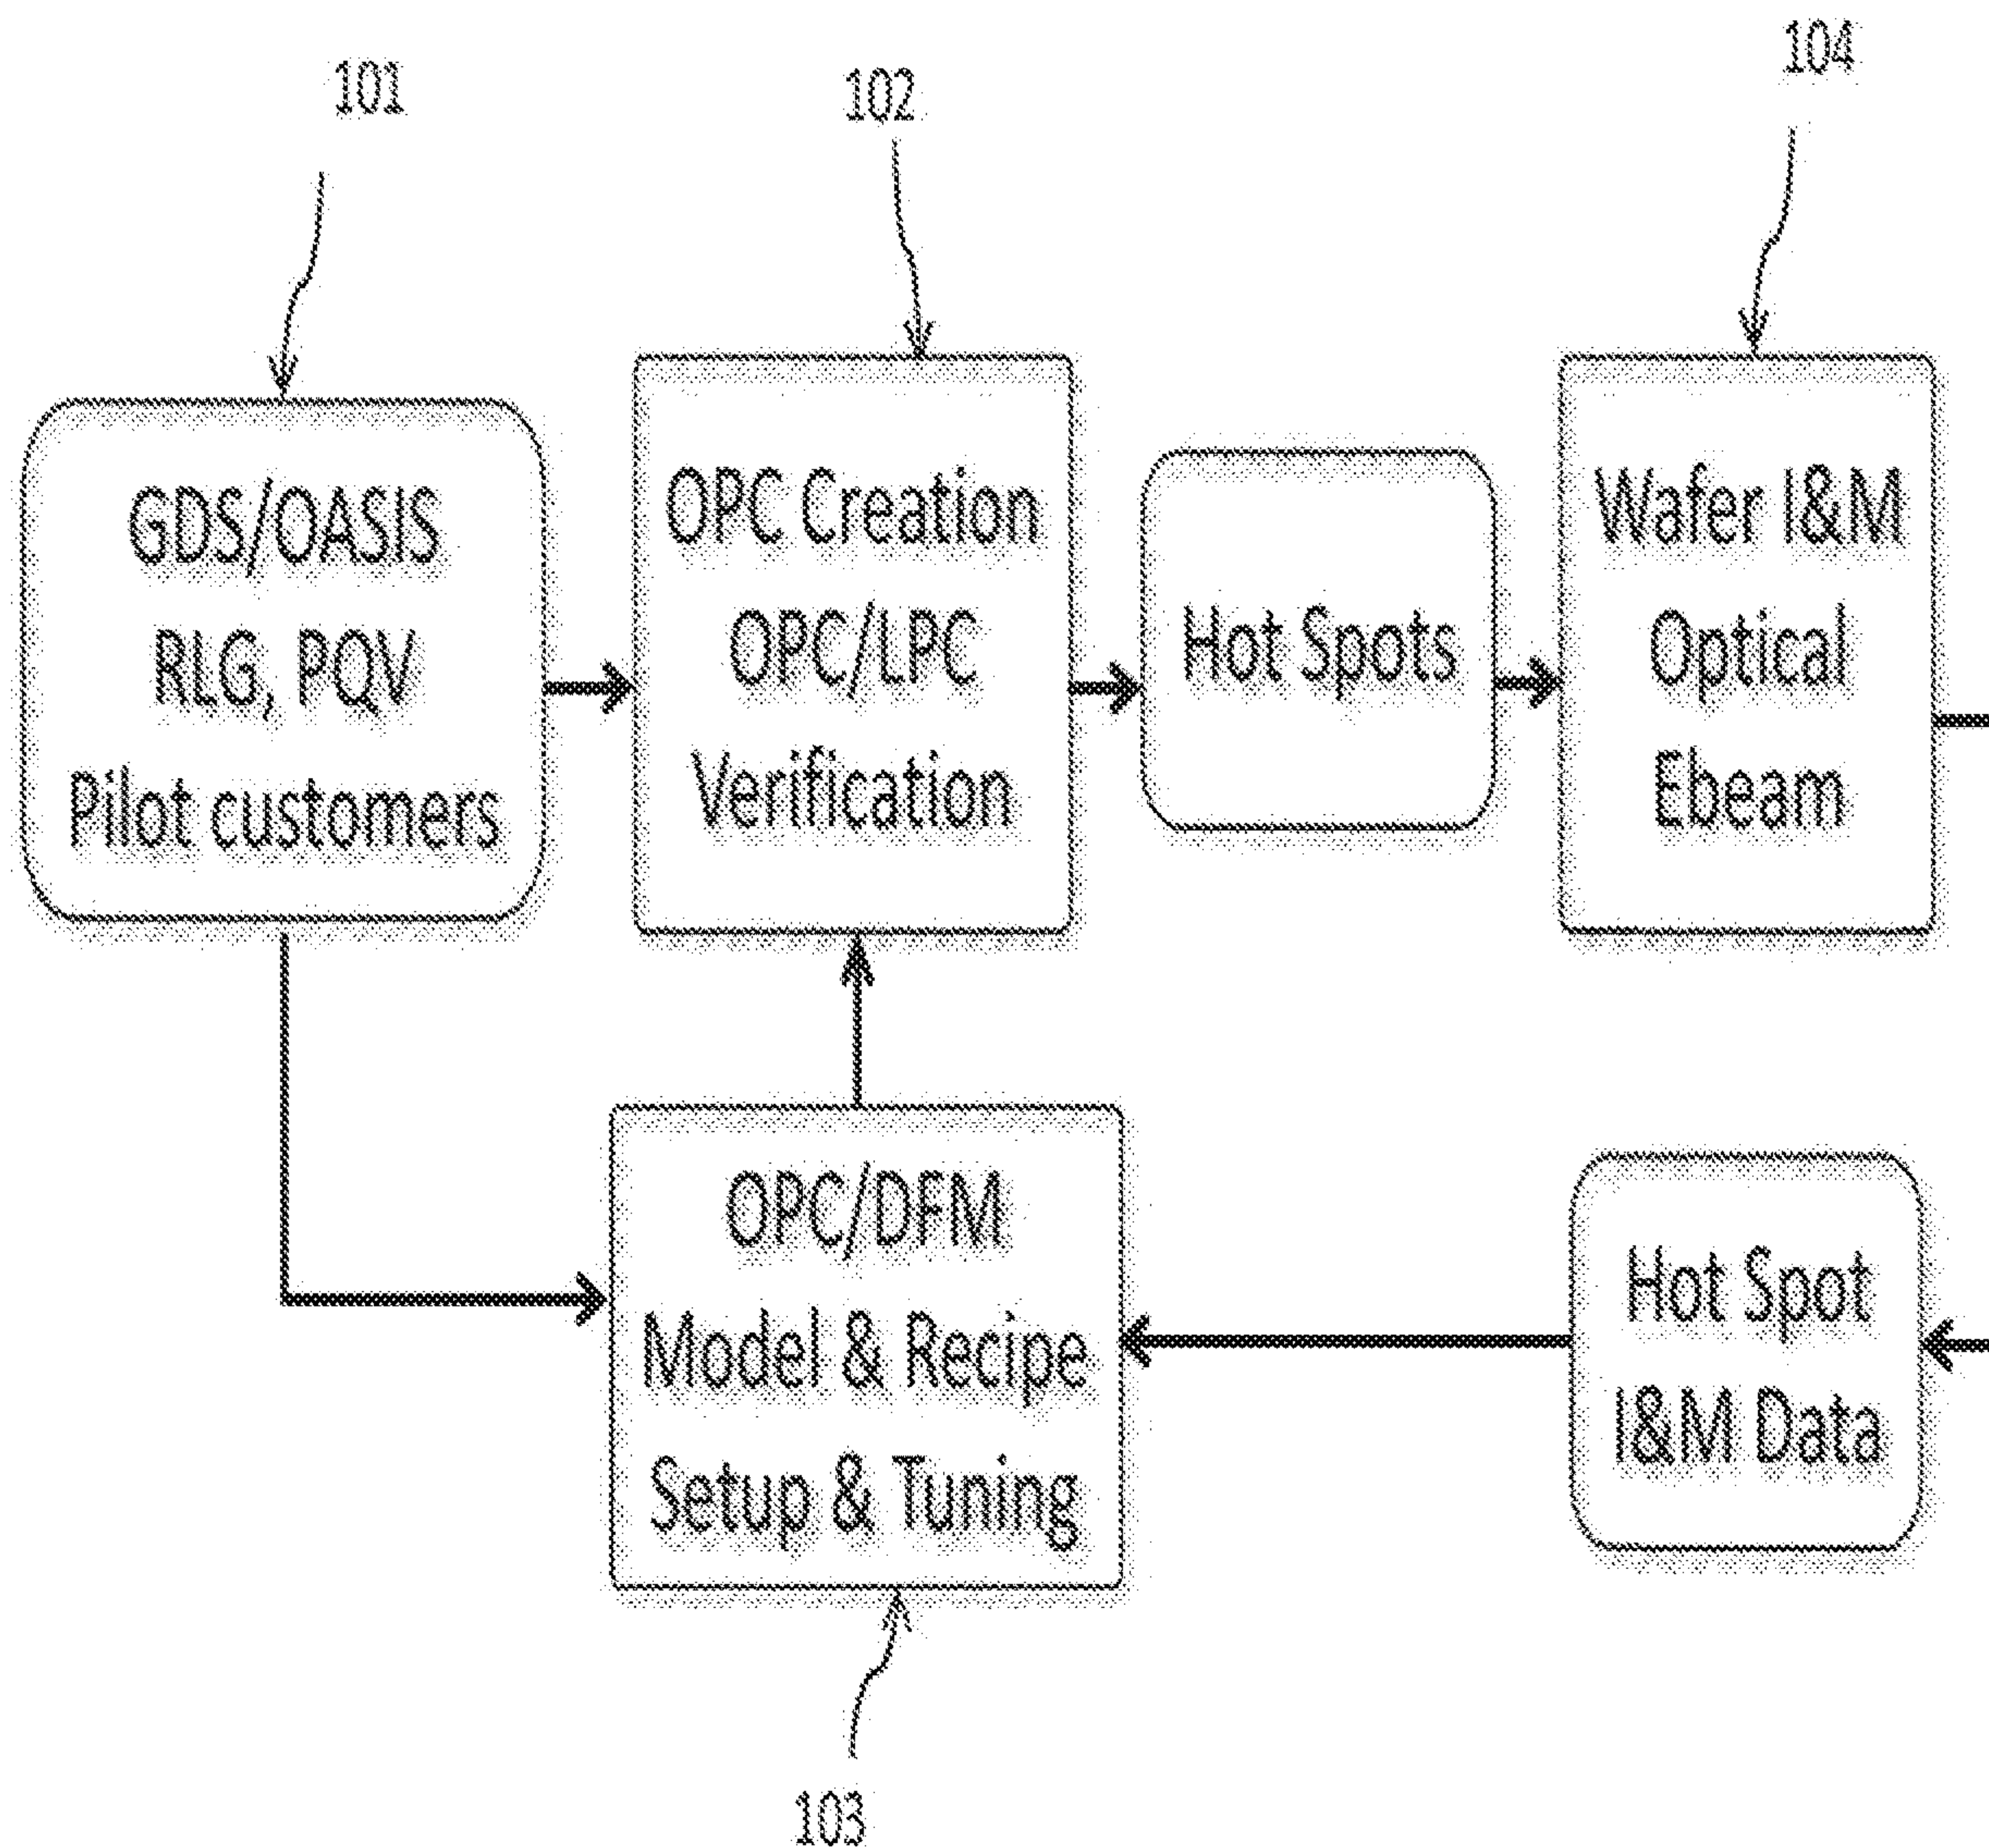 101
102
104
GDS/OASIS
RLG, PQV
Pilot customers
OPC Creation
OPC/LPC
Verification
Hot Spots
Wafer I&M
Optical
Ebeam
OPC/DFM
Model & Recipe
Setup & Tuning
Hot Spot
I&M Data
103